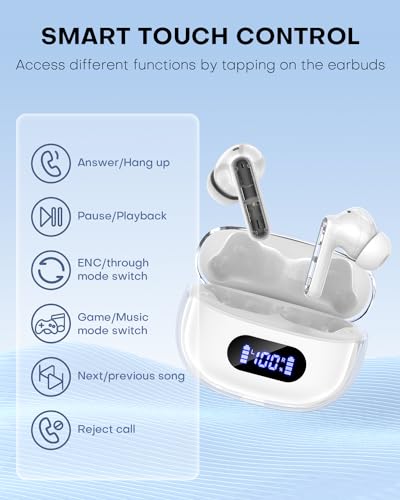 SMART TOUCH CONTROL
Access different functions by tapping on the earbuds
Answer/Hang up
Pause/Playback
ENC/through
mode switch
Game/Music
mode switch
Next/previous song
Reject call
100%